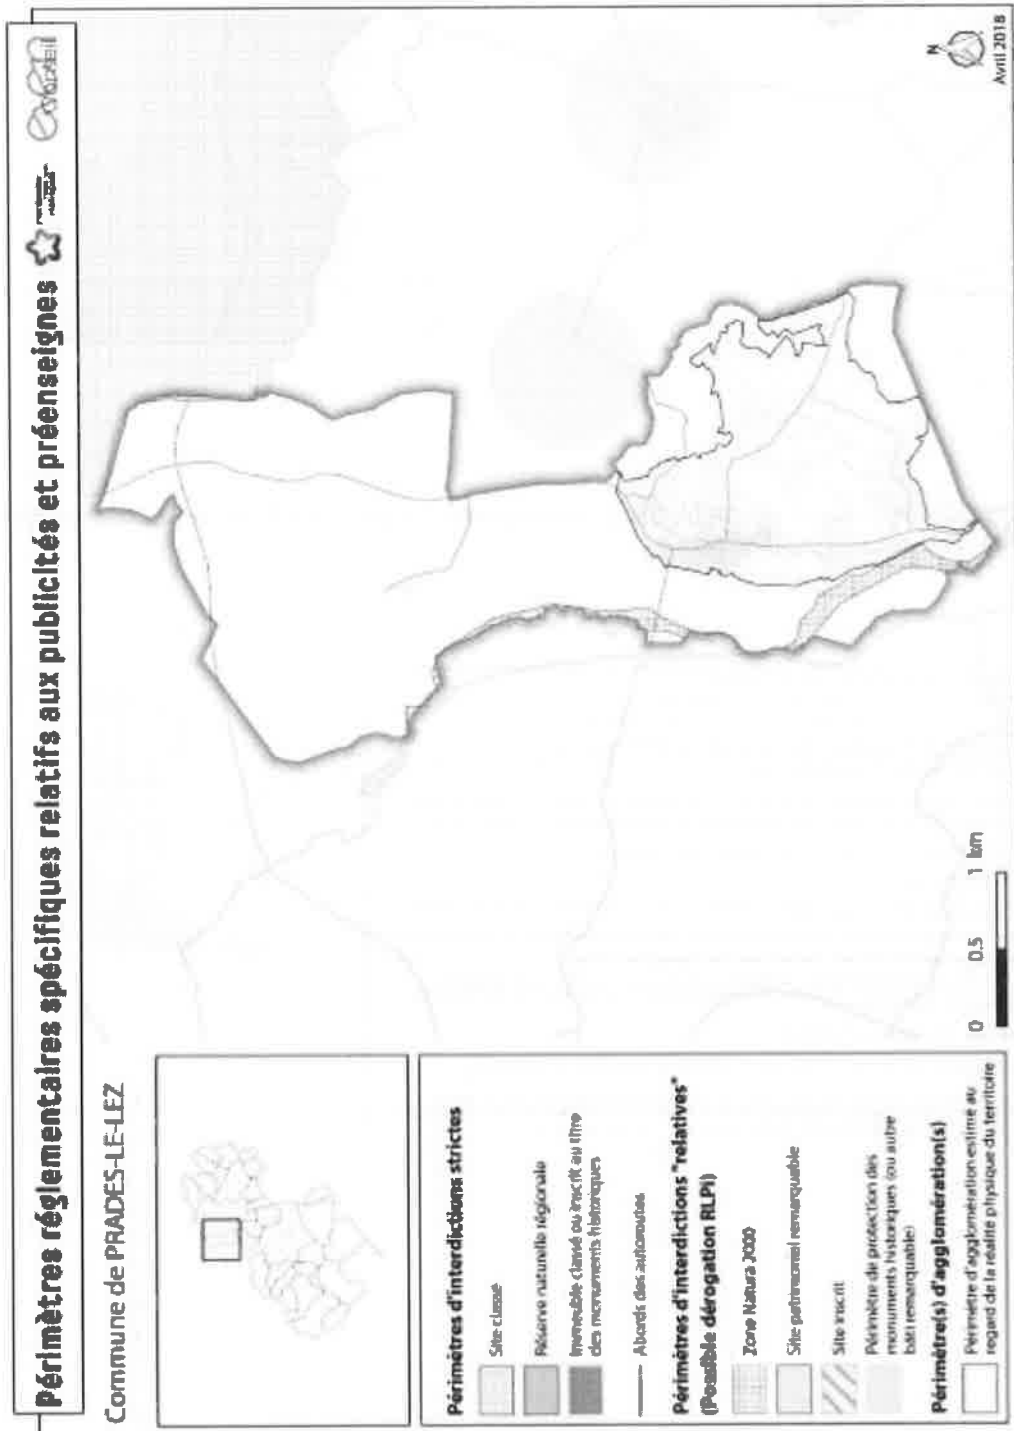 Périmètres réglementaires spécifiques relatifs aux publicités et préenseignes
Commune de PRADES-LE-LEZ
Périmètres d'interdictions strictes
Site classé
Réserve naturelle régionale
Immeuble classé ou inscrit au titre
des monuments historiques
Abords des autoroutes
Périmètres d'interdictions "relatives"
(Possible dérogation RLPi)
Zone Natura 2000
Site patrimonial remarquable
Site inscrit
Périmètre de protection des
monuments historiques (ou autre
bâti remarquable)
Périmètre(s) d'agglomération(s)
Périmètre d'agglomération estimé au
regard de la réalité physique du territoire
0 0.5 1 km
N
Avril 2018